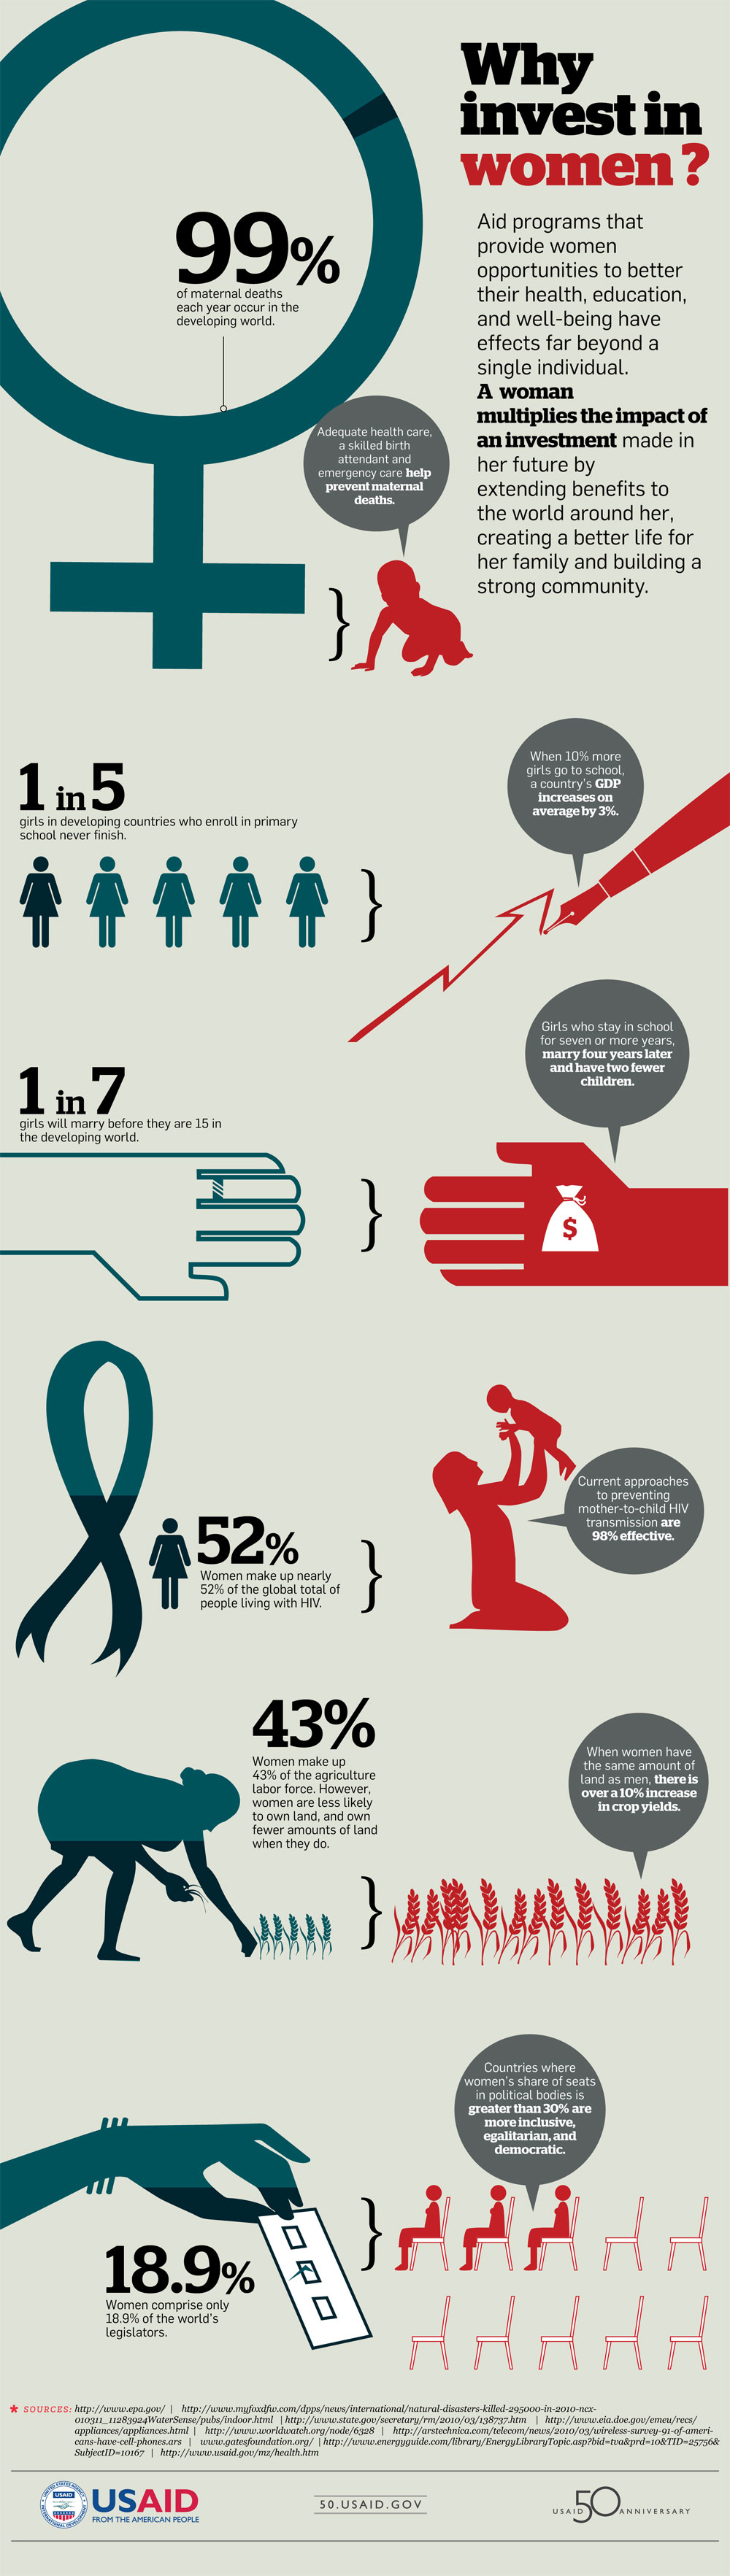 Why
invest in
women?
Aid programs that
provide women
opportunities to better
their health, education,
and well-being have
effects far beyond a
single individual.
A woman
multiplies the impact of
an investment made in
her future by
extending benefits to
the world around her,
creating a better life for
her family and building a
strong community.
99%
of maternal deaths
each year occur in the
developing world.
Adequate health care,
a skilled birth
attendant and
emergency care help
prevent maternal
deaths.
1 in 5
girls in developing countries who enroll in primary
school never finish.
When 10% more
girls go to school,
a country's GDP
increases on
average by 3%.
1 in 7
girls will marry before they are 15 in
the developing world.
Girls who stay in school
for seven or more years,
marry four years later
and have two fewer
children.
$
52%
Women make up nearly
52% of the global total of
people living with HIV.
Current approaches
to preventing
mother-to-child HIV
transmission are
98% effective.
43%
Women make up
43% of the agriculture
labor force. However,
women are less likely
to own land, and own
fewer amounts of land
when they do.
When women have
the same amount of
land as men, there is
over a 10% increase
in crop yields.
18.9%
Women comprise only
18.9% of the world's
legislators.
Countries where
women's share of seats
in political bodies is
greater than 30% are
more inclusive,
egalitarian, and
democratic.
* SOURCES: http://www.epa.gov/ | http://www.myfoxdfw.com/dpps/news/international/natural-disasters-killed-295000-in-2010-ncx-
010311_11283924WaterSense/pubs/indoor.html | http://www.state.gov/secretary/rm/2010/03/138737.htm | http://www.eia.doe.gov/emeu/recs/
appliances/appliances.html | http://www.worldwatch.org/node/6328 | http://arstechnica.com/telecom/news/2010/03/wireless-survey-91-of-ameri-
cans-have-cell-phones.ars | www.gatesfoundation.org/ | http://www.energyguide.com/library/EnergyLibraryTopic.asp?bid=tva&prd=10&TID=25756&
SubjectID=10167 | http://www.usaid.gov/mz/health.htm
USAID
USAID
FROM THE AMERICAN PEOPLE
50.USAID.GOV
USAID 50 ANNIVERSARY